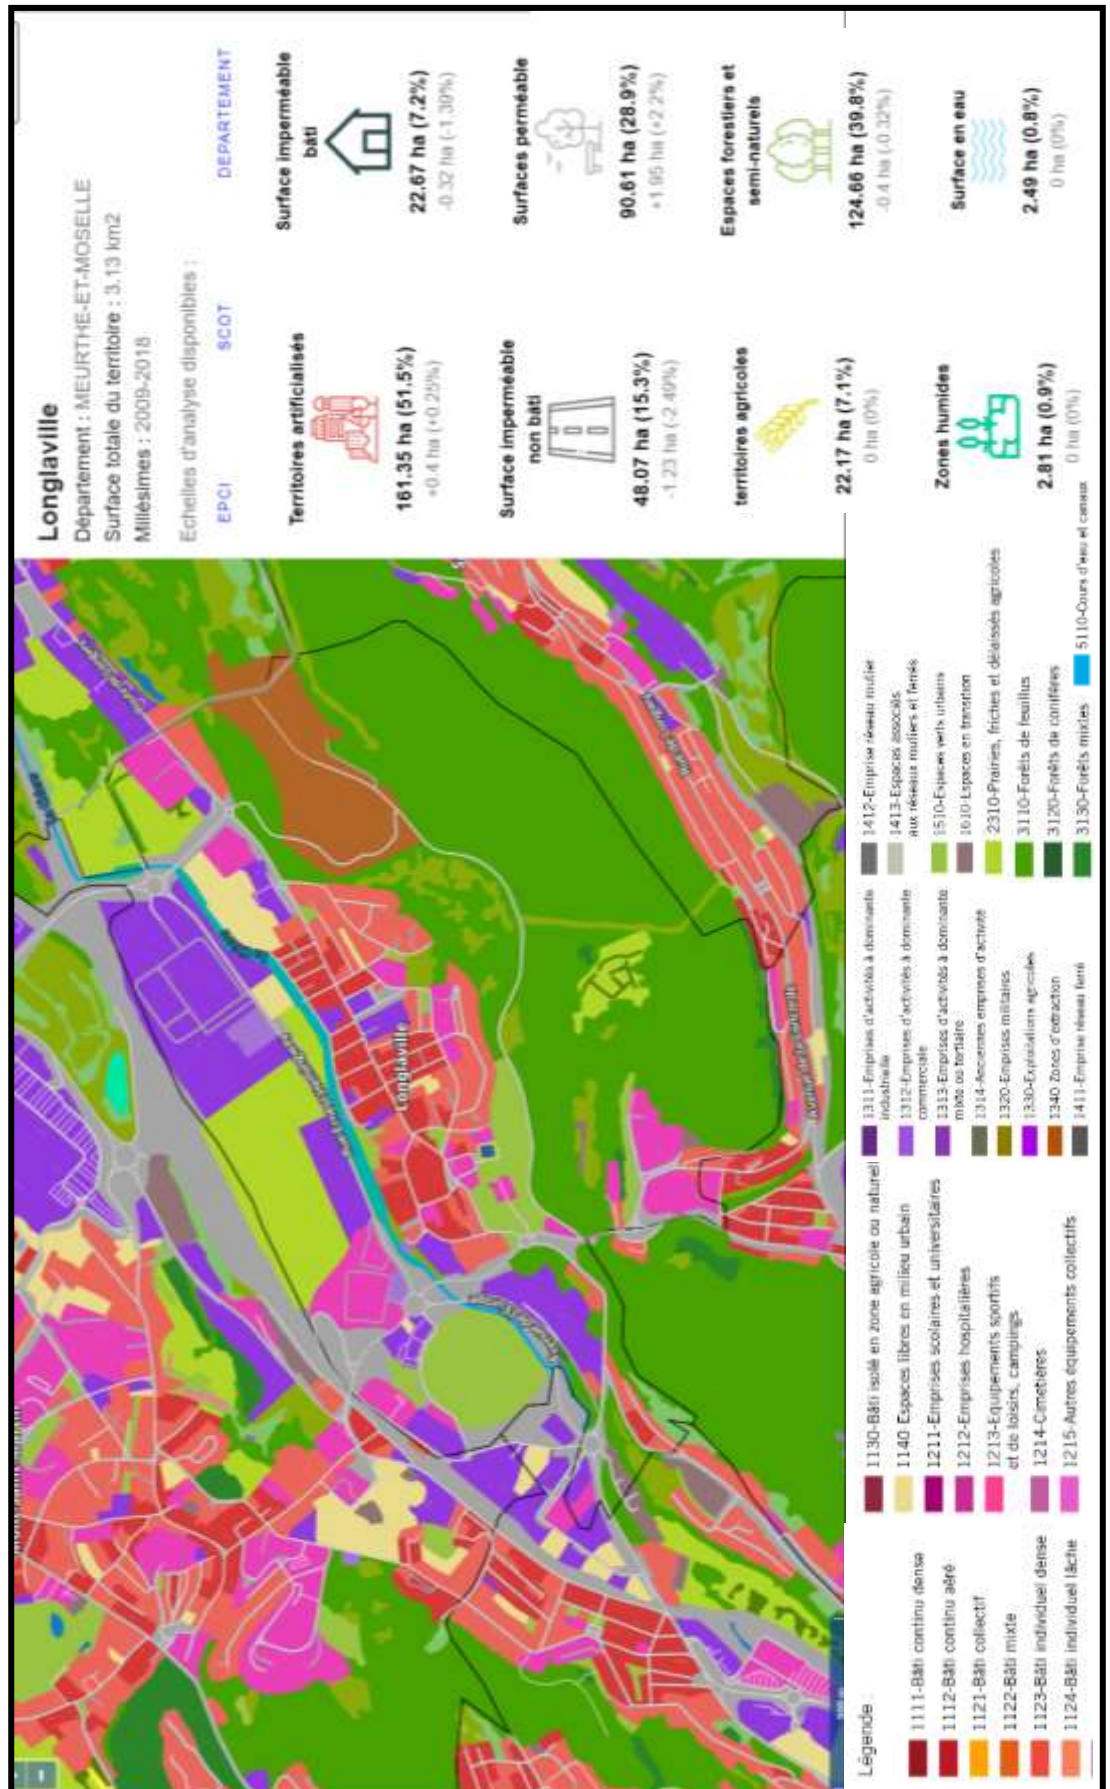 Longlaville
Département : MEURTHE-ET-MOSELLE
Surface totale du territoire : 3.13 km2
Millésimes : 2009-2018
Echelles d'analyse disponibles :
EPCI SCOT DEPARTEMENT
Territoires artificialisés
161.35 ha (51.5%)
+0.4 ha (+0.25%)
Surface imperméable
bâti
22.67 ha (7.2%)
-0.32 ha (-1.39%)
Surface imperméable
non bâti
48.07 ha (15.3%)
-1.23 ha (-2.49%)
Surfaces perméable
90.61 ha (28.9%)
+1.95 ha (+2.2%)
territoires agricoles
22.17 ha (7.1%)
0 ha (0%)
Espaces forestiers et
semi-naturels
124.66 ha (39.8%)
-0.4 ha (-0.32%)
Zones humides
2.81 ha (0.9%)
0 ha (0%)
Surface en eau
2.49 ha (0.8%)
0 ha (0%)
Longlaville
Légende :
1111-Bâti continu dense
1112-Bâti continu aéré
1121-Bâti collectif
1122-Bâti mixte
1123-Bâti individuel dense
1124-Bâti individuel lâche
1130-Bâti isolé en zone agricole ou naturel
1140 Espaces libres en milieu urbain
1211-Emprises scolaires et universitaires
1212-Emprises hospitalières
1213-Equipements sportifs
et de loisirs, campings
1214-Cimetières
1215-Autres équipements collectifs
1311-Emprises d'activités à dominante
industrielle
1312-Emprises d'activités à dominante
commerciale
1313-Emprises d'activités à dominante
mixte ou tertiaire
1314-Anciennes emprises d'activité
1320-Emprises militaires
1330-Exploitations agricoles
1340 Zones d'extraction
1411-Emprise réseau ferré
1412-Emprise réseau routier
1413-Espaces associés
aux réseaux routiers et ferrés
1510-Espaces verts urbains
1610-Espaces en transition
2310-Prairies, friches et délaissés agricoles
3110-Forêts de feuillus
3120-Forêts de conifères
3130-Forêts mixtes
5110-Cours d'eau et canaux